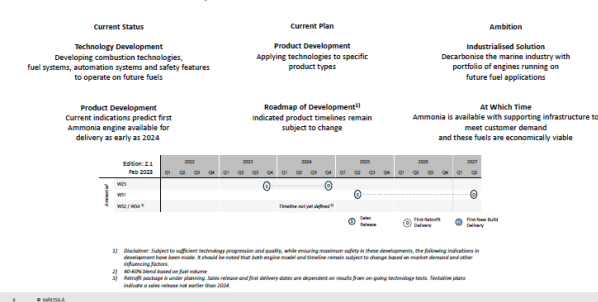 Current Status
Current Plan
Ambition
Technology Development
Developing combustion technologies,
fuel systems, automation systems and safety features
to operate on future fuels
Product Development
Applying technologies to specific
product types
Industrialised Solution
Decarbonise the marine industry with
portfolio of engines running on
future fuel applications
Product Development
Current indications predict first
Ammonia engine available for
delivery as early as 2024
Roadmap of Development1)
Indicated product timelines remain
subject to change
At Which Time
Ammonia is available with supporting infrastructure to
meet customer demand
and these fuels are economically viable
Edition: 2.1
Feb 2023
2022 2023 2024 2025 2026 2027
Q1 Q2 Q3 Q4 Q1 Q2 Q3 Q4 Q1 Q2 Q3 Q4 Q1 Q2 Q3 Q4 Q1 Q2 Q3 Q4 Q1 Q2
W25
W31
W32 / W34 3)
Timeline not yet defined 3)
Sales
Release
First Retrofit
Delivery
First New Build
Delivery
1) Disclaimer: Subject to sufficient technology progression and quality, while ensuring maximum safety in these developments, the following indications in
development have been made. It should be noted that both engine model and timeline remain subject to change based on market demand and other
influencing factors.
2) 40-60% blend based on fuel volume
3) Retrofit package is under planning. Sales release and first delivery dates are dependent on results from on-going technology tests. Tentative plans
indicate a sales release not earlier than 2024.
© WÄRTSILÄ